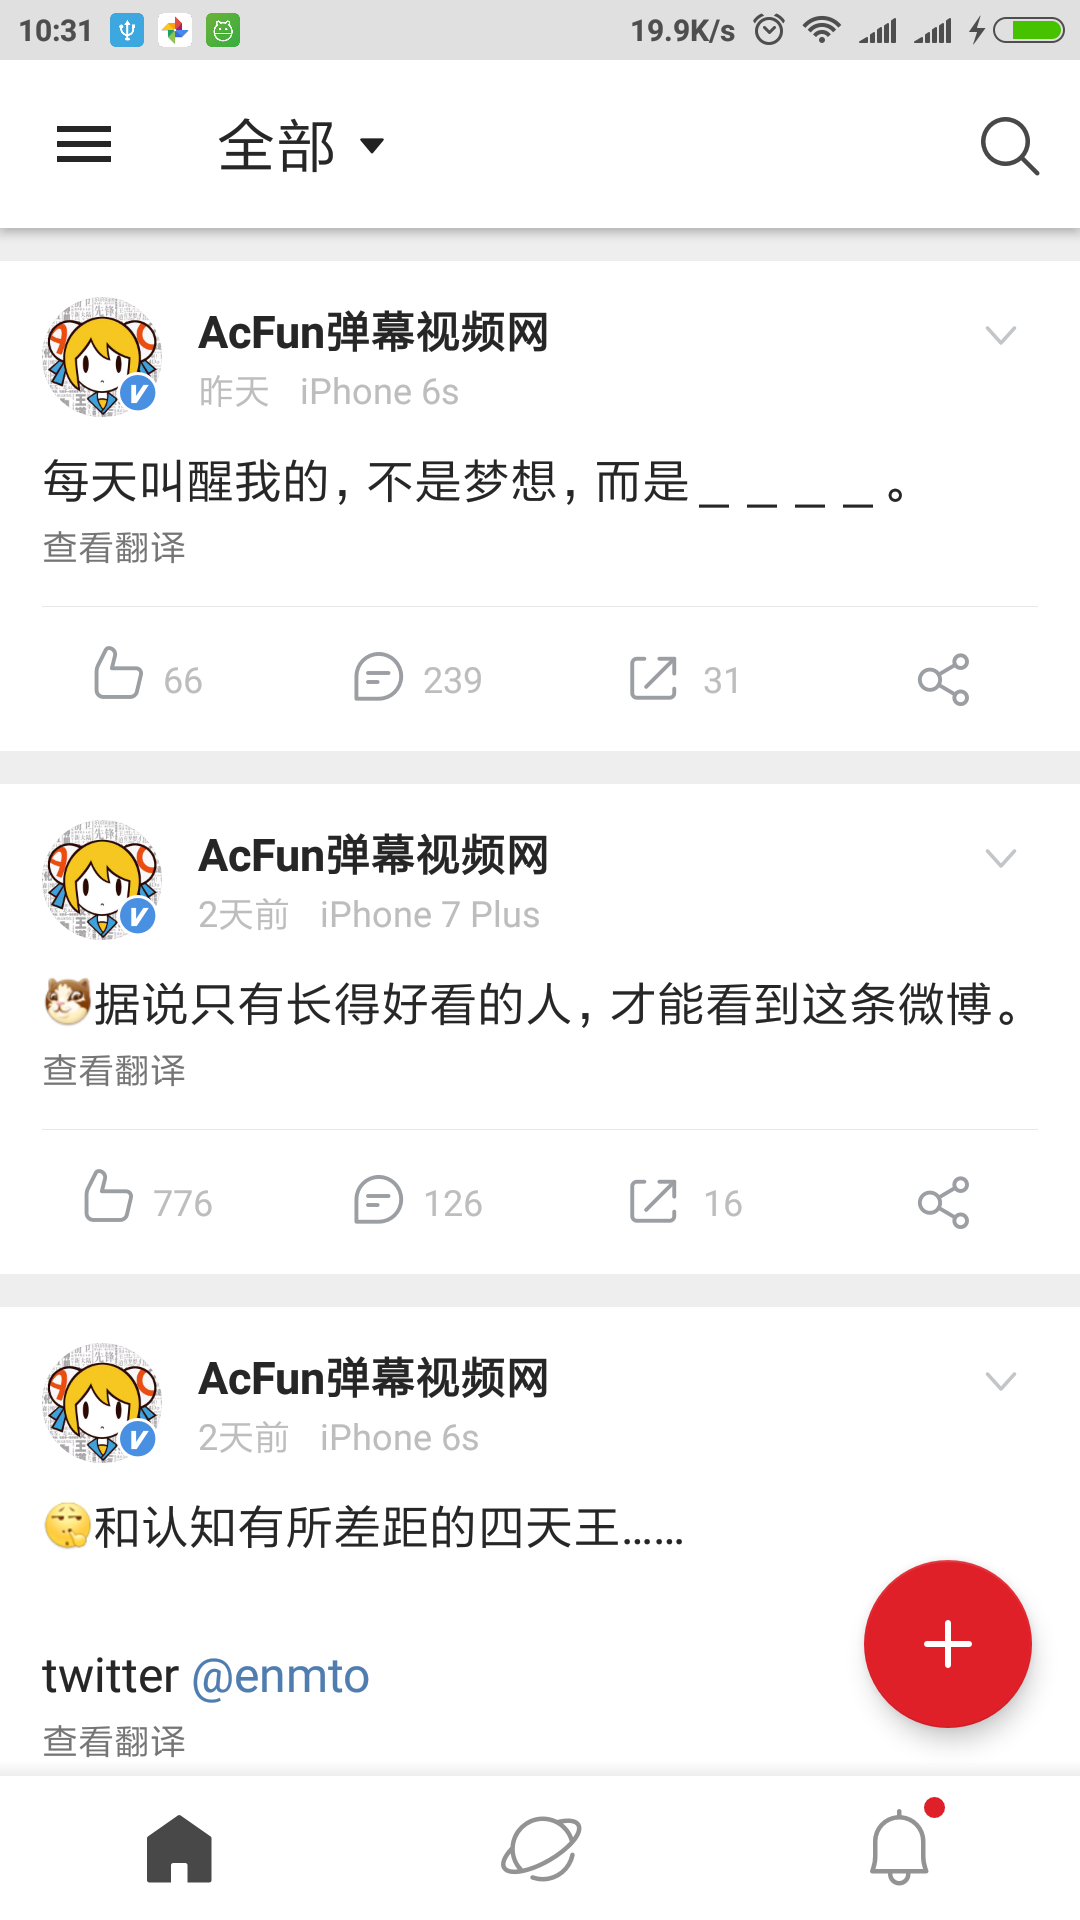 10:31 19.9K/s
全部
AcFun弹幕视频网
昨天 iPhone 6s
每天叫醒我的，不是梦想，而是＿＿＿＿。
查看翻译
66 239 31
AcFun弹幕视频网
2天前 iPhone 7 Plus
据说只有长得好看的人，才能看到这条微博。
查看翻译
776 126 16
AcFun弹幕视频网
2天前 iPhone 6s
和认知有所差距的四天王……
twitter @enmto
查看翻译